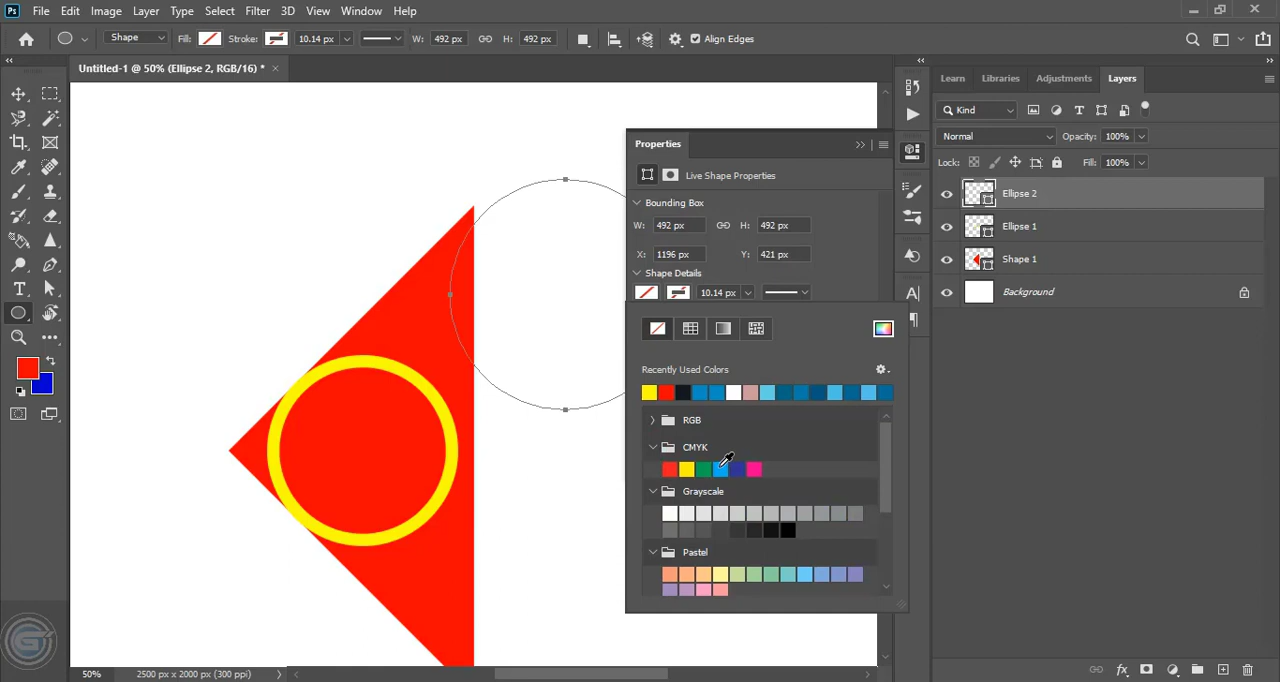 Ps File Edit Image Layer Type Select Filter 3D View Window Help
Shape Fill: Stroke: 10.14 px W: 492 px H: 492 px Align Edges
Untitled-1 @ 50% (Ellipse 2, RGB/16) * ×
Learn Libraries Adjustments Layers
Kind
Normal Opacity: 100%
Lock: Fill: 100%
Ellipse 2
Ellipse 1
Shape 1
Background
Properties
Live Shape Properties
Bounding Box
W: 492 px H: 492 px
X: 1196 px Y: 421 px
Shape Details
10.14 px
Recently Used Colors
RGB
CMYK
Grayscale
Pastel
50% 2500 px x 2000 px (300 ppi)
fx